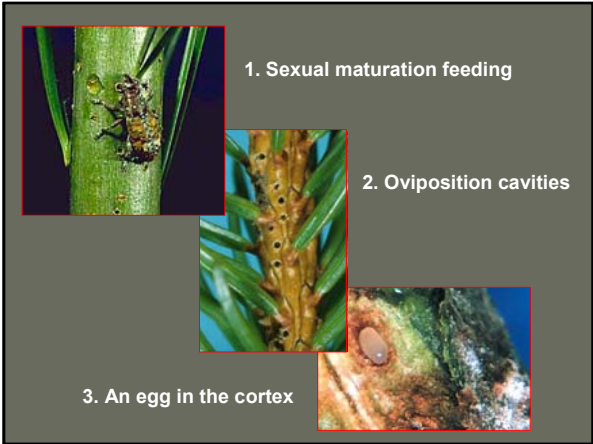 1. Sexual maturation feeding
2. Oviposition cavities
3. An egg in the cortex